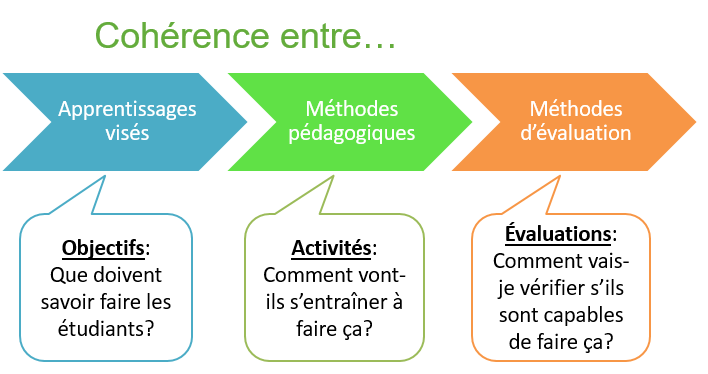 Cohérence entre…
Apprentissages
visés
Méthodes
pédagogiques
Méthodes
d’évaluation
Objectifs:
Que doivent
savoir faire les
étudiants?
Activités:
Comment vont-
ils s’entraîner à
faire ça?
Évaluations:
Comment vais-
je vérifier s’ils
sont capables
de faire ça?